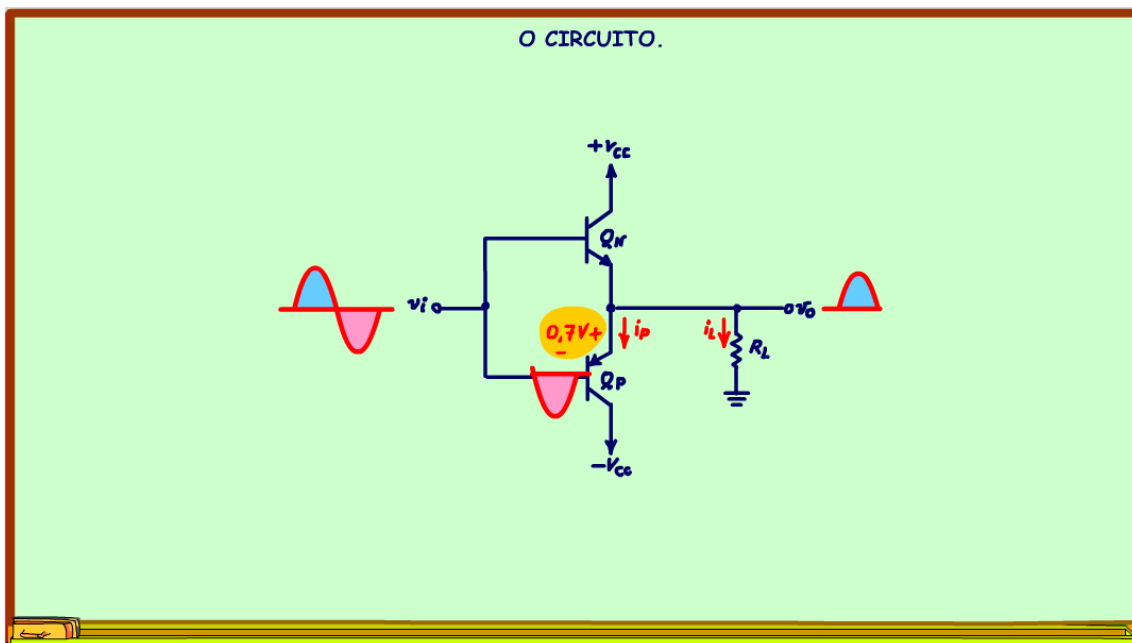 O CIRCUITO.
+VCC
QN
vi
vo
0,7V+
-
iP
iL
RL
QP
-VCC